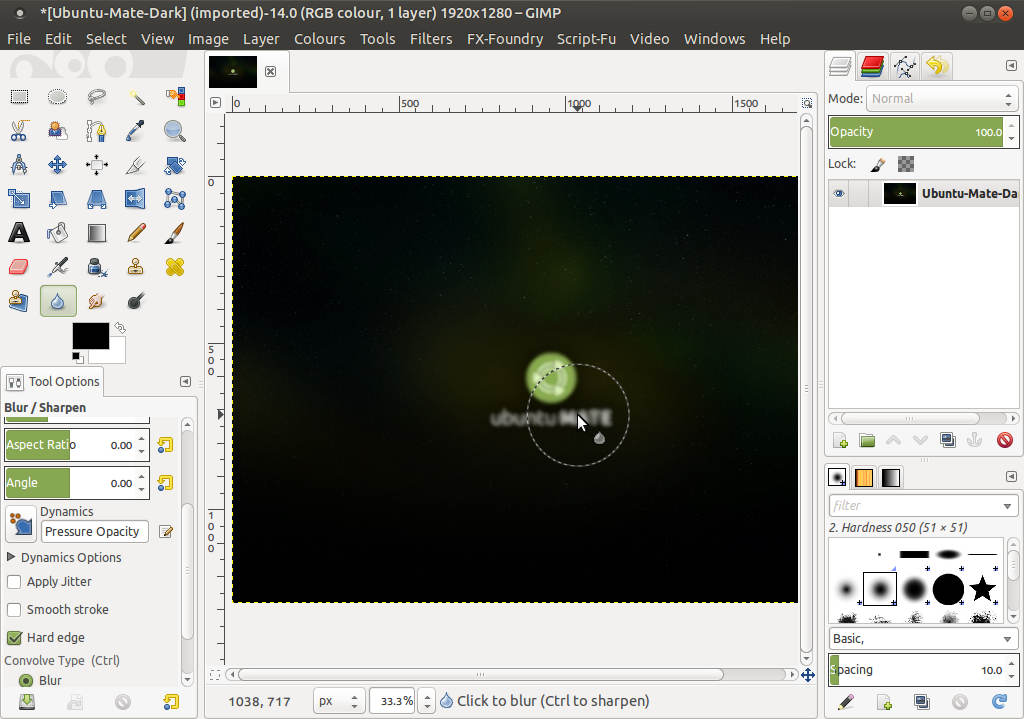 *[Ubuntu-Mate-Dark] (imported)-14.0 (RGB colour, 1 layer) 1920x1280 – GIMP
File Edit Select View Image Layer Colours Tools Filters FX-Foundry Script-Fu Video Windows Help
0 500 1000 1500
Mode: Normal
Opacity 100.0
Lock:
Ubuntu-Mate-Da
0
500
1000
ubuntu MATE
Tool Options
Blur / Sharpen
Aspect Ratio 0.00
Angle 0.00
Dynamics
Pressure Opacity
Dynamics Options
Apply Jitter
Smooth stroke
Hard edge
Convolve Type (Ctrl)
Blur
filter
2. Hardness 050 (51 × 51)
Basic,
Spacing 10.0
1038, 717 px 33.3% Click to blur (Ctrl to sharpen)